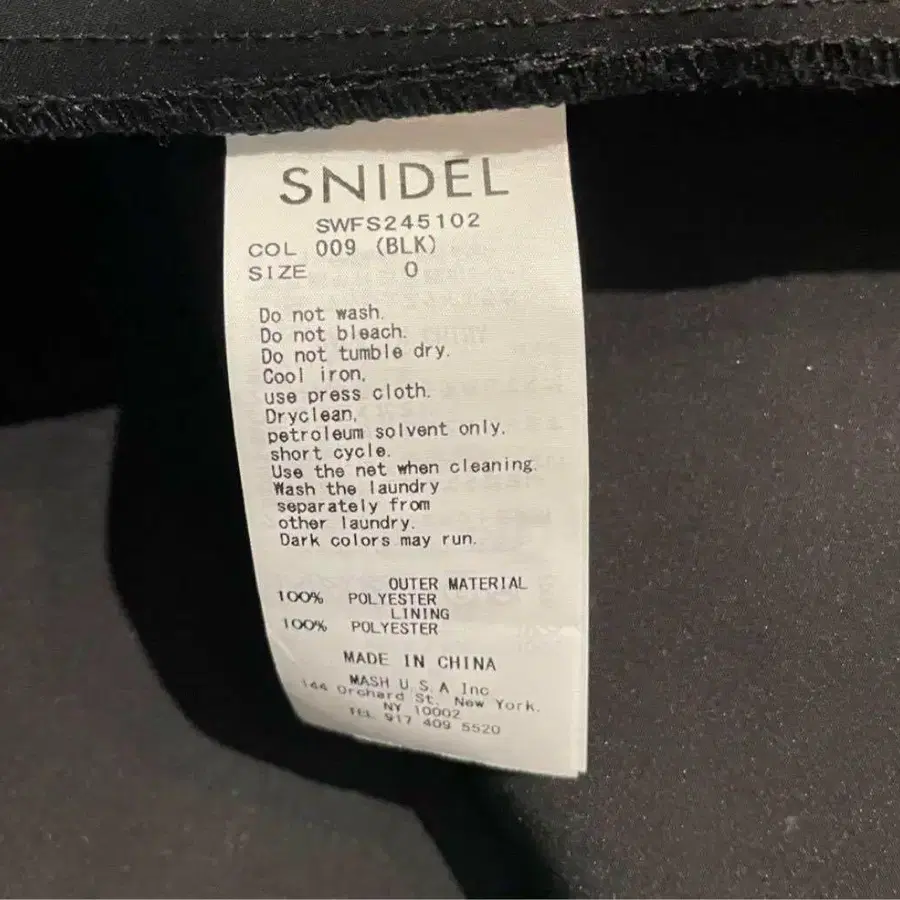 SNIDEL
SWFS245102
COL 009 (BLK)
SIZE 0
Do not wash.
Do not bleach.
Do not tumble dry.
Cool iron,
use press cloth.
Dryclean,
petroleum solvent only.
short cycle.
Use the net when cleaning.
Wash the laundry
separately from
other laundry.
Dark colors may run.
OUTER MATERIAL
100% POLYESTER
LINING
100% POLYESTER
MADE IN CHINA
MASH U.S.A Inc
144 Orchard St. New York.
NY 10002
TEL 917 409 5520